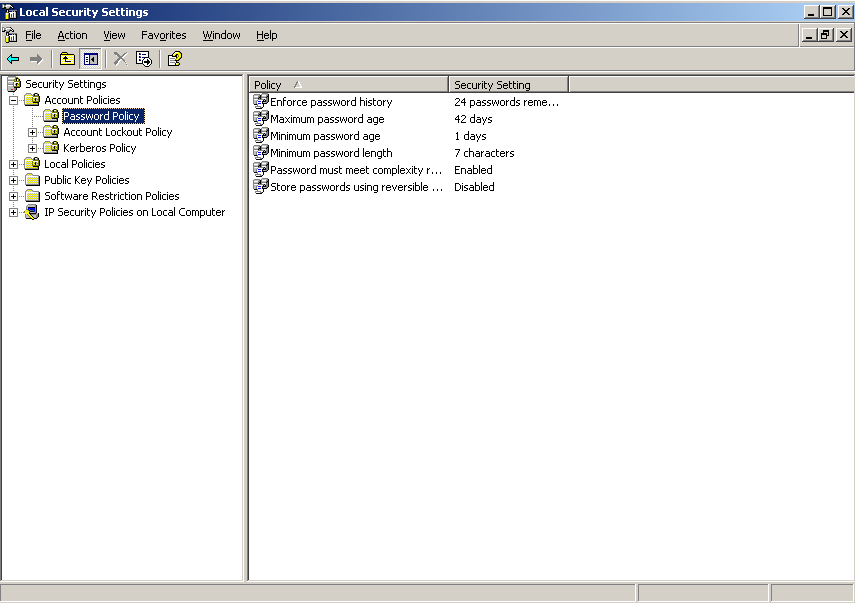 Local Security Settings
File Action View Favorites Window Help
Security Settings
Account Policies
Password Policy
Account Lockout Policy
Kerberos Policy
Local Policies
Public Key Policies
Software Restriction Policies
IP Security Policies on Local Computer
Policy Security Setting
Enforce password history 24 passwords reme...
Maximum password age 42 days
Minimum password age 1 days
Minimum password length 7 characters
Password must meet complexity r... Enabled
Store passwords using reversible ... Disabled